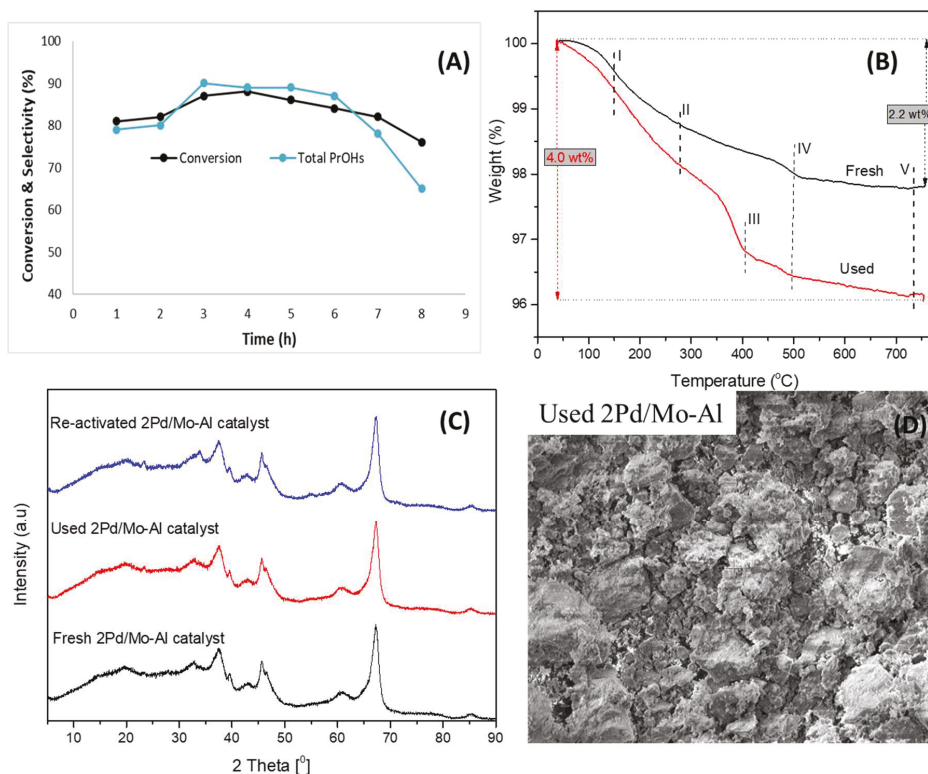 (A)
Conversion & Selectivity (%)
100
90
80
70
60
50
40
Conversion
Total PrOHs
0 1 2 3 4 5 6 7 8 9
Time (h)
(B)
Weight (%)
100
99
98
97
96
4.0 wt%
2.2 wt%
I
II
III
IV
V
Fresh
Used
0 100 200 300 400 500 600 700
Temperature (°C)
(C)
Intensity (a.u)
Re-activated 2Pd/Mo-Al catalyst
Used 2Pd/Mo-Al catalyst
Fresh 2Pd/Mo-Al catalyst
10 20 30 40 50 60 70 80 90
2 Theta [⁰]
Used 2Pd/Mo-Al
(D)